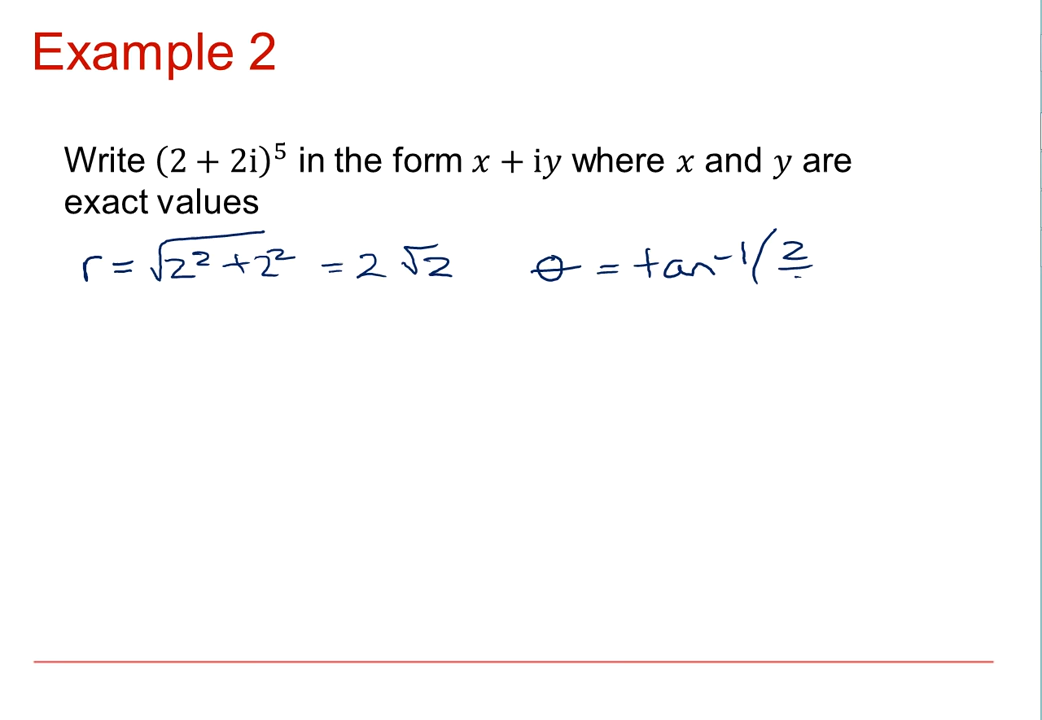 Example 2
Write (2 + 2i)⁵ in the form x + iy where x and y are
exact values
r = √2² + 2² = 2 √2 θ = tan⁻¹(2